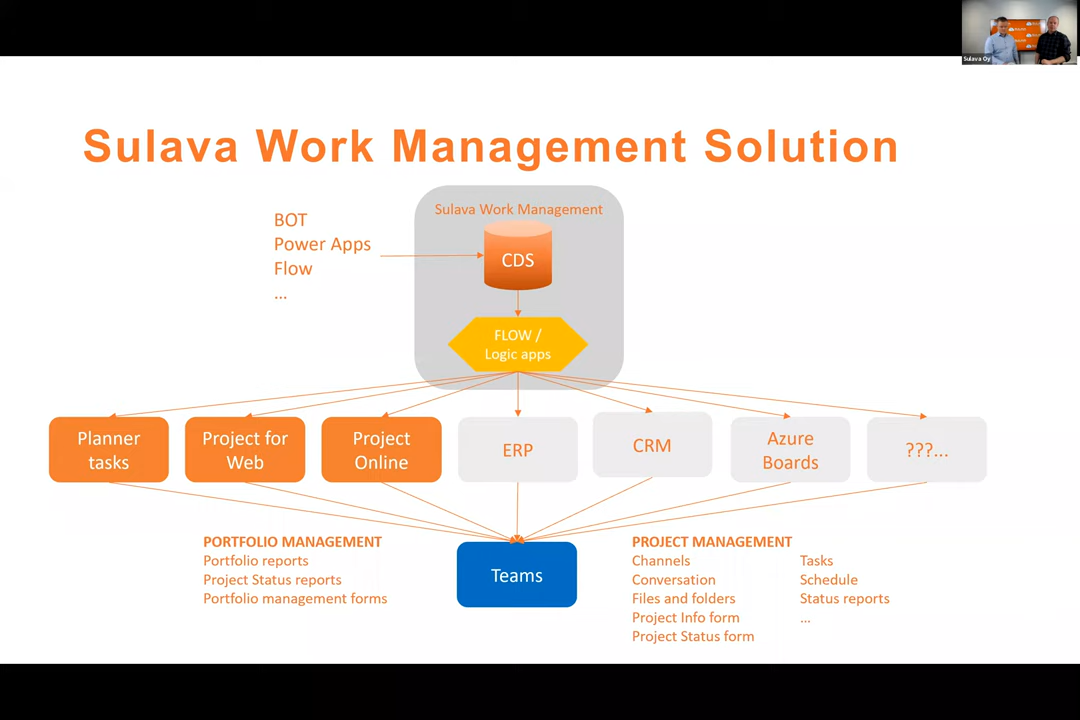 Sulava Oy
Sulava Work Management Solution
Sulava Work Management
BOT
Power Apps
Flow
...
CDS
FLOW /
Logic apps
Planner
tasks
Project for
Web
Project
Online
ERP
CRM
Azure
Boards
???...
PORTFOLIO MANAGEMENT
Portfolio reports
Project Status reports
Portfolio management forms
Teams
PROJECT MANAGEMENT
Channels
Conversation
Files and folders
Project Info form
Project Status form
Tasks
Schedule
Status reports
...